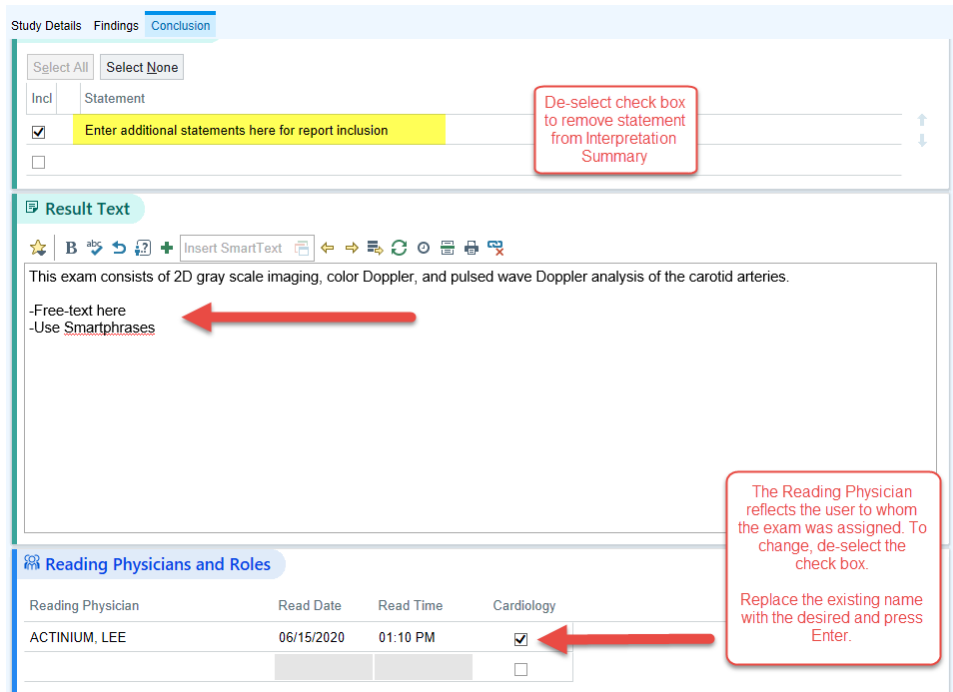 Study Details Findings Conclusion
Select All Select None
Incl Statement
Enter additional statements here for report inclusion
De-select check box
to remove statement
from Interpretation
Summary
Result Text
B abc Insert SmartText
This exam consists of 2D gray scale imaging, color Doppler, and pulsed wave Doppler analysis of the carotid arteries.
-Free-text here
-Use Smartphrases
The Reading Physician
reflects the user to whom
the exam was assigned. To
change, de-select the
check box.
Replace the existing name
with the desired and press
Enter.
Reading Physicians and Roles
Reading Physician Read Date Read Time Cardiology
ACTINIUM, LEE 06/15/2020 01:10 PM